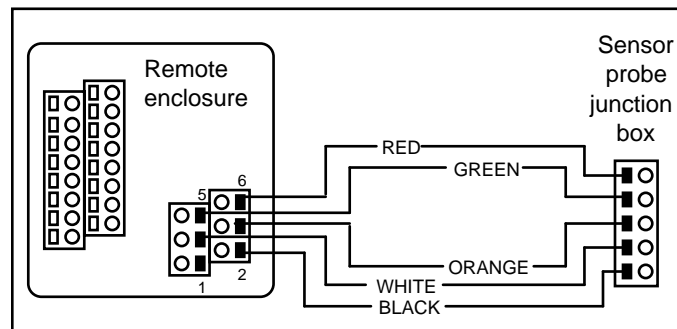 Remote
enclosure
Sensor
probe
junction
box
RED
GREEN
5
6
1
2
ORANGE
WHITE
BLACK